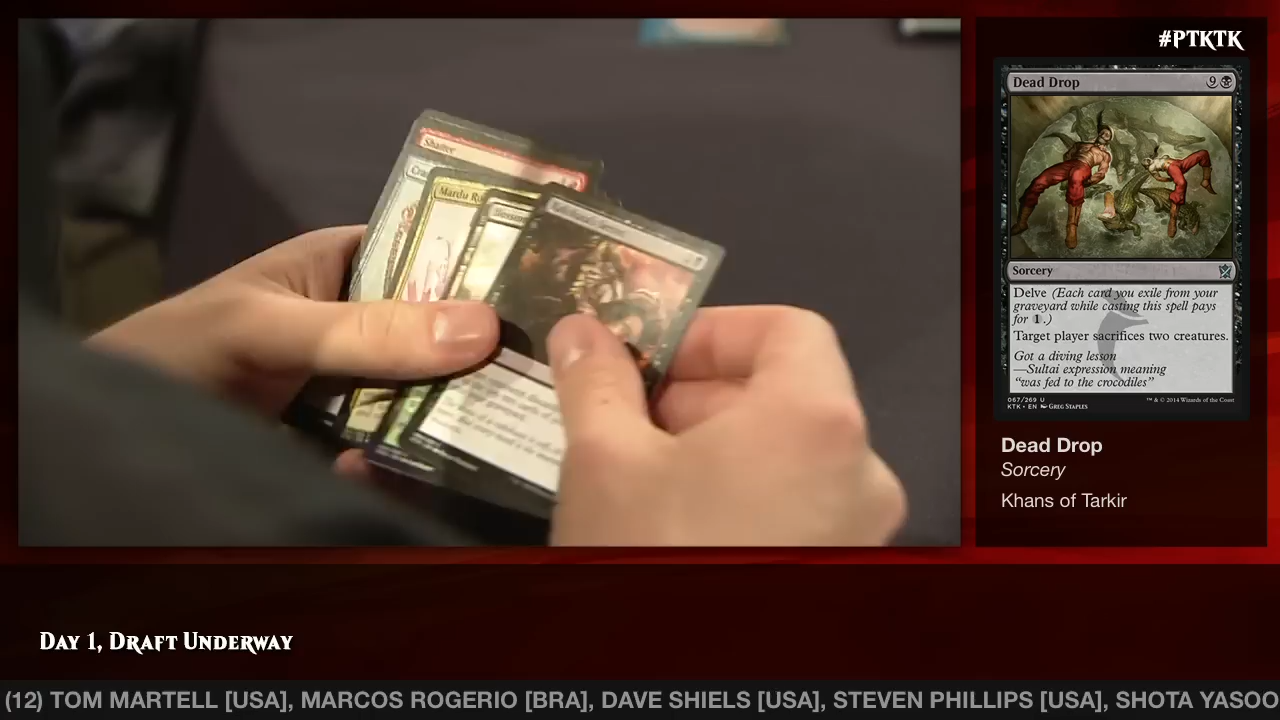 #PTKTK
Dead Drop 9
Sorcery
Delve (Each card you exile from your
graveyard while casting this spell pays
for 1.)
Target player sacrifices two creatures.
Got a diving lesson
—Sultai expression meaning
"was fed to the crocodiles"
067/269 U
KTK • EN GREG STAPLES
™ & © 2014 Wizards of the Coast
Dead Drop
Sorcery
Khans of Tarkir
Shatter
Mardu
DAY 1, DRAFT UNDERWAY
(12) TOM MARTELL [USA], MARCOS ROGERIO [BRA], DAVE SHIELS [USA], STEVEN PHILLIPS [USA], SHOTA YASOO